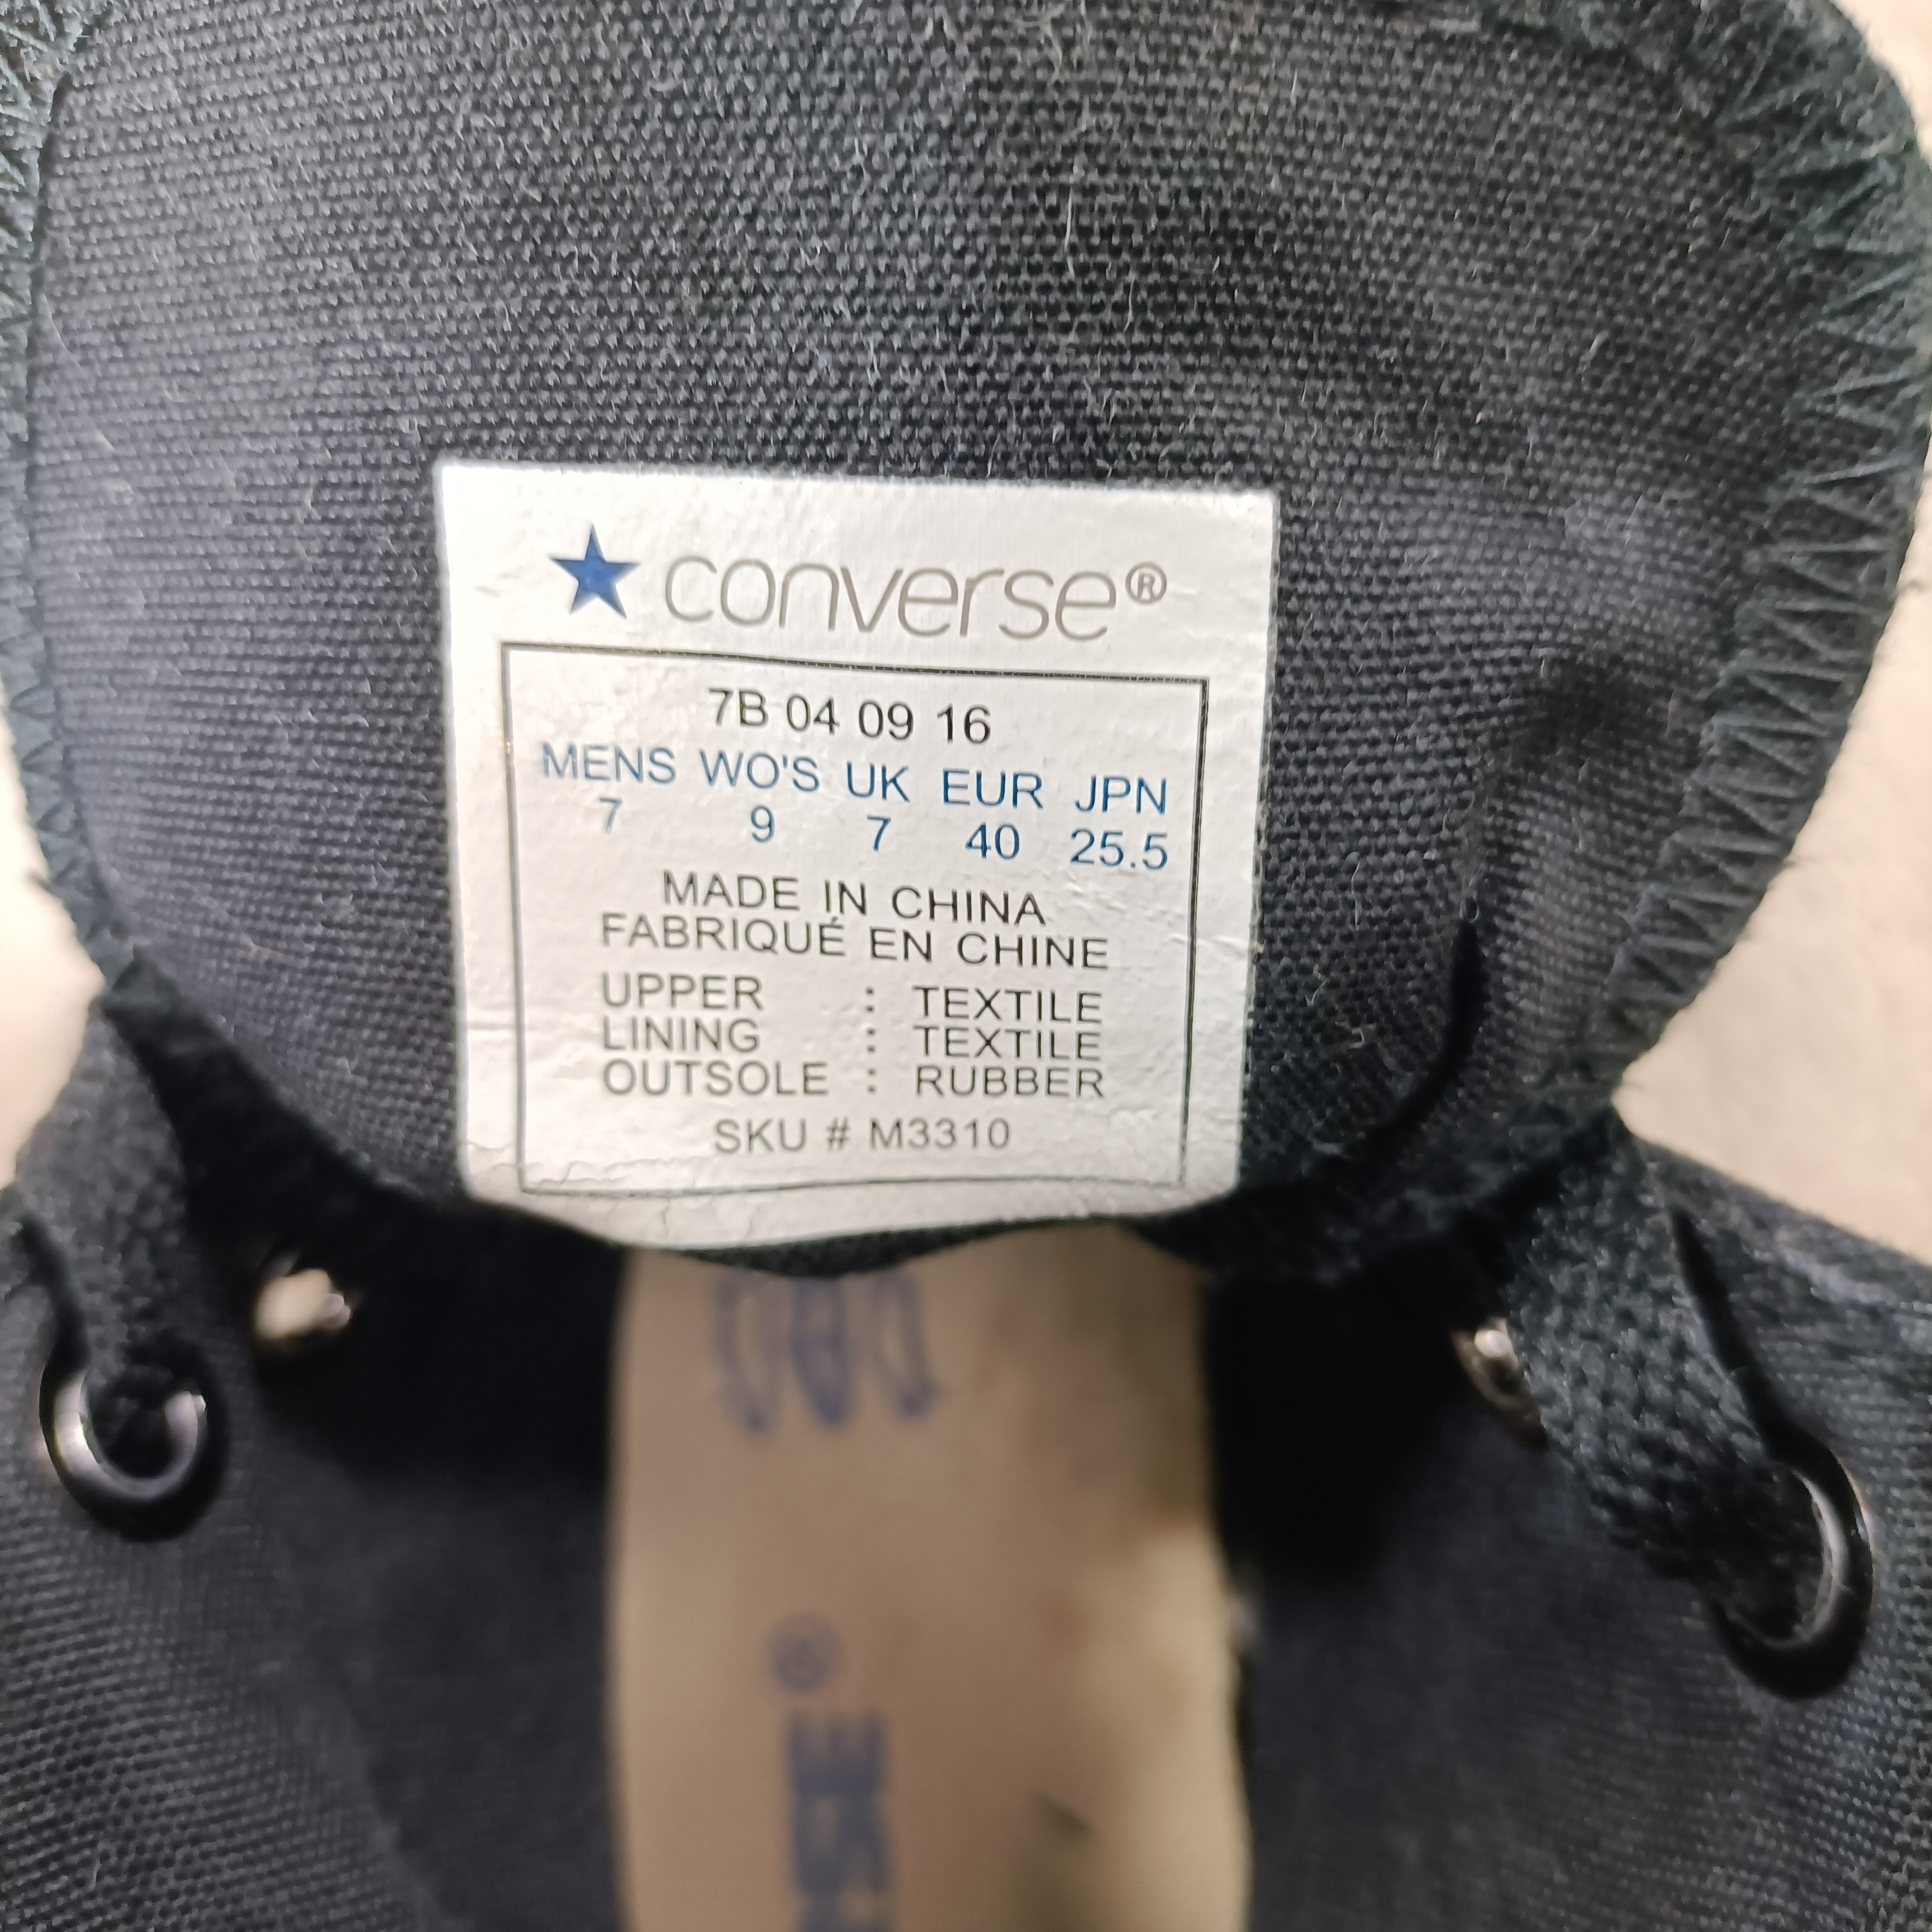 ★ converse®
7B 04 09 16
MENS WO'S UK EUR JPN
7 9 7 40 25.5
MADE IN CHINA
FABRIQUÉ EN CHINE
UPPER : TEXTILE
LINING : TEXTILE
OUTSOLE : RUBBER
SKU # M3310